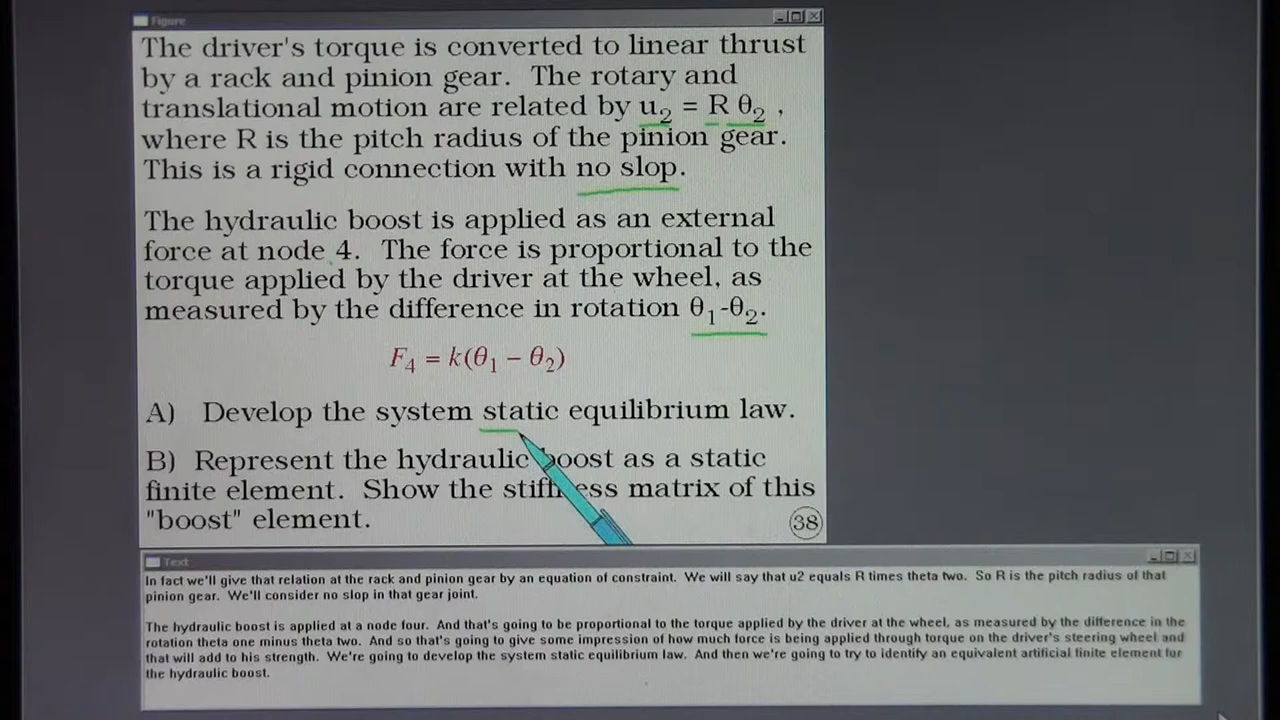 Figure
The driver's torque is converted to linear thrust
by a rack and pinion gear. The rotary and
translational motion are related by u₂ = R θ₂ ,
where R is the pitch radius of the pinion gear.
This is a rigid connection with no slop.
The hydraulic boost is applied as an external
force at node 4. The force is proportional to the
torque applied by the driver at the wheel, as
measured by the difference in rotation θ₁-θ₂.
F₄ = k(θ₁ − θ₂)
A) Develop the system static equilibrium law.
B) Represent the hydraulic boost as a static
finite element. Show the stiffness matrix of this
"boost" element.
38
Text
In fact we'll give that relation at the rack and pinion gear by an equation of constraint. We will say that u2 equals R times theta two. So R is the pitch radius of that
pinion gear. We'll consider no slop in that gear joint.
The hydraulic boost is applied at a node four. And that's going to be proportional to the torque applied by the driver at the wheel, as measured by the difference in the
rotation theta one minus theta two. And so that's going to give some impression of how much force is being applied through torque on the driver's steering wheel and
that will add to his strength. We're going to develop the system static equilibrium law. And then we're going to try to identify an equivalent artificial finite element for
the hydraulic boost.